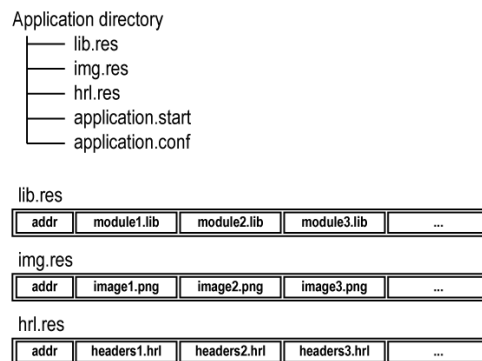 Application directory
lib.res
img.res
hrl.res
application.start
application.conf
lib.res
addr module1.lib module2.lib module3.lib ...
img.res
addr image1.png image2.png image3.png ...
hrl.res
addr headers1.hrl headers2.hrl headers3.hrl ...